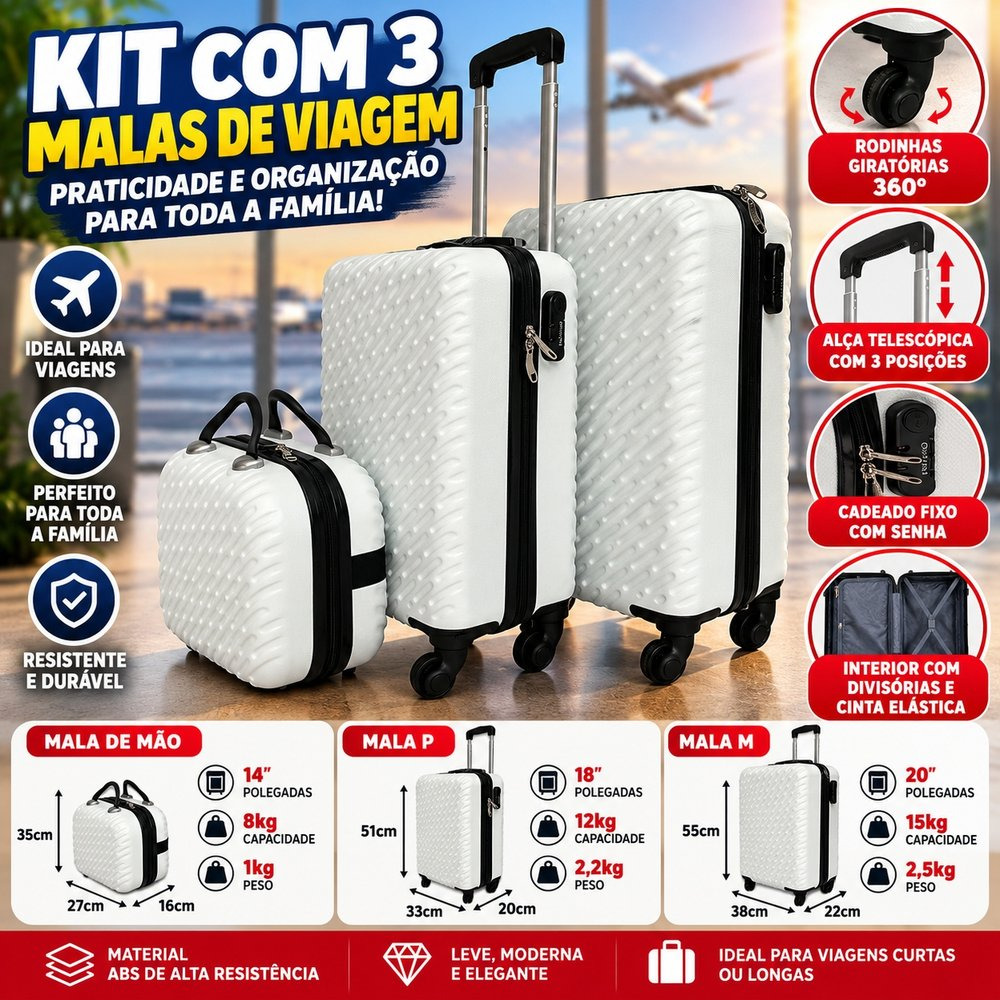 KIT COM 3
MALAS DE VIAGEM
PRATICIDADE E ORGANIZAÇÃO
PARA TODA A FAMÍLIA!
IDEAL PARA
VIAGENS
PERFEITO
PARA TODA
A FAMÍLIA
RESISTENTE
E DURÁVEL
RODINHAS
GIRATÓRIAS
360º
ALÇA TELESCÓPICA
COM 3 POSIÇÕES
CADEADO FIXO
COM SENHA
INTERIOR COM
DIVISÓRIAS E
CINTA ELÁSTICA
MALA DE MÃO
35cm
27cm
16cm
14”
POLEGADAS
8kg
CAPACIDADE
1kg
PESO
MALA P
51cm
33cm
20cm
18”
POLEGADAS
12kg
CAPACIDADE
2,2kg
PESO
MALA M
55cm
38cm
22cm
20”
POLEGADAS
15kg
CAPACIDADE
2,5kg
PESO
MATERIAL
ABS DE ALTA RESISTÊNCIA
LEVE, MODERNA
E ELEGANTE
IDEAL PARA VIAGENS CURTAS
OU LONGAS